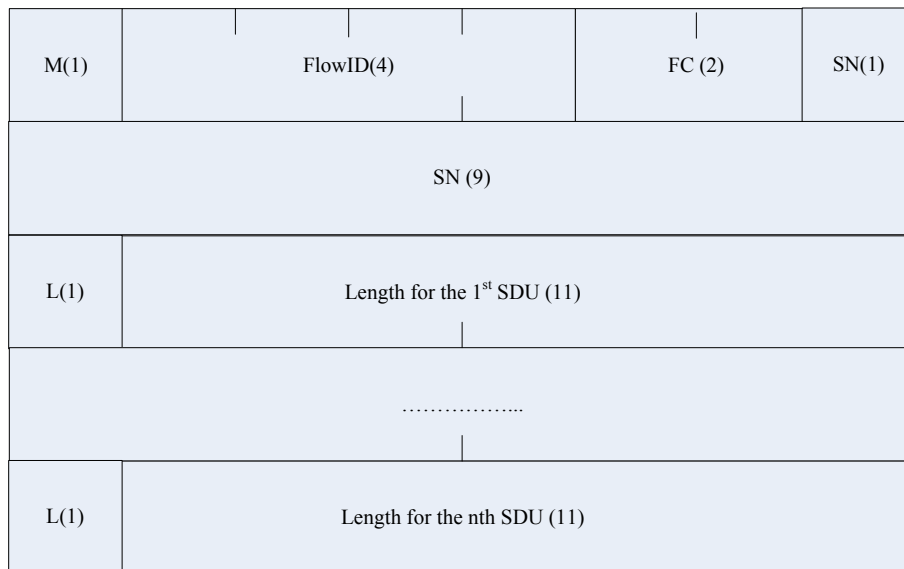 M(1) FlowID(4) FC (2) SN(1)
SN (9)
L(1) Length for the 1st SDU (11)
……………...
L(1) Length for the nth SDU (11)